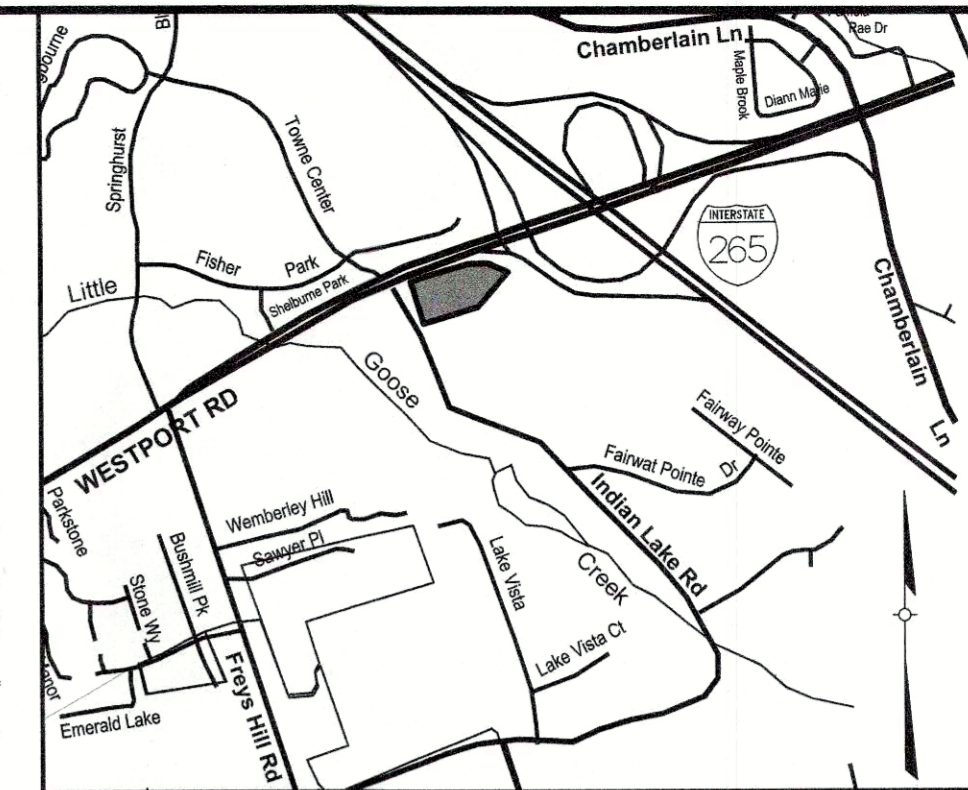 Chamberlain Ln
Rae Dr
Maple Brook
Diann Marie
Springhurst
Towne Center
INTERSTATE
265
Fisher Park
Little
Shelburne Park
Chamberlain Ln
Goose
WESTPORT RD
Fairway Pointe
Fairwat Pointe Dr
Parkstone
Wemberley Hill
Sawyer Pl
Bushmill Pk
Stone Wy
Lake Vista
Indian Lake Rd
Creek
Lake Vista Ct
Freys Hill Rd
Emerald Lake